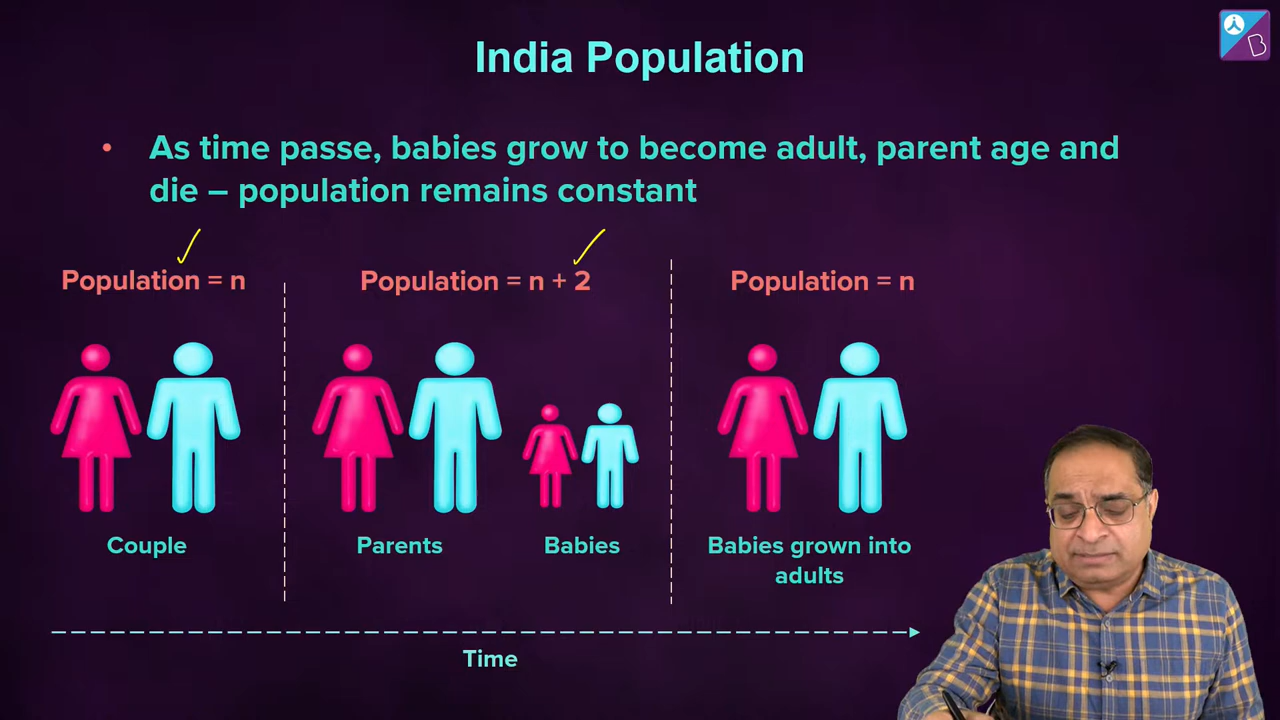 India Population
• As time passe, babies grow to become adult, parent age and
die – population remains constant
Population = n
Population = n + 2
Population = n
Couple
Parents
Babies
Babies grown into
adults
Time
B